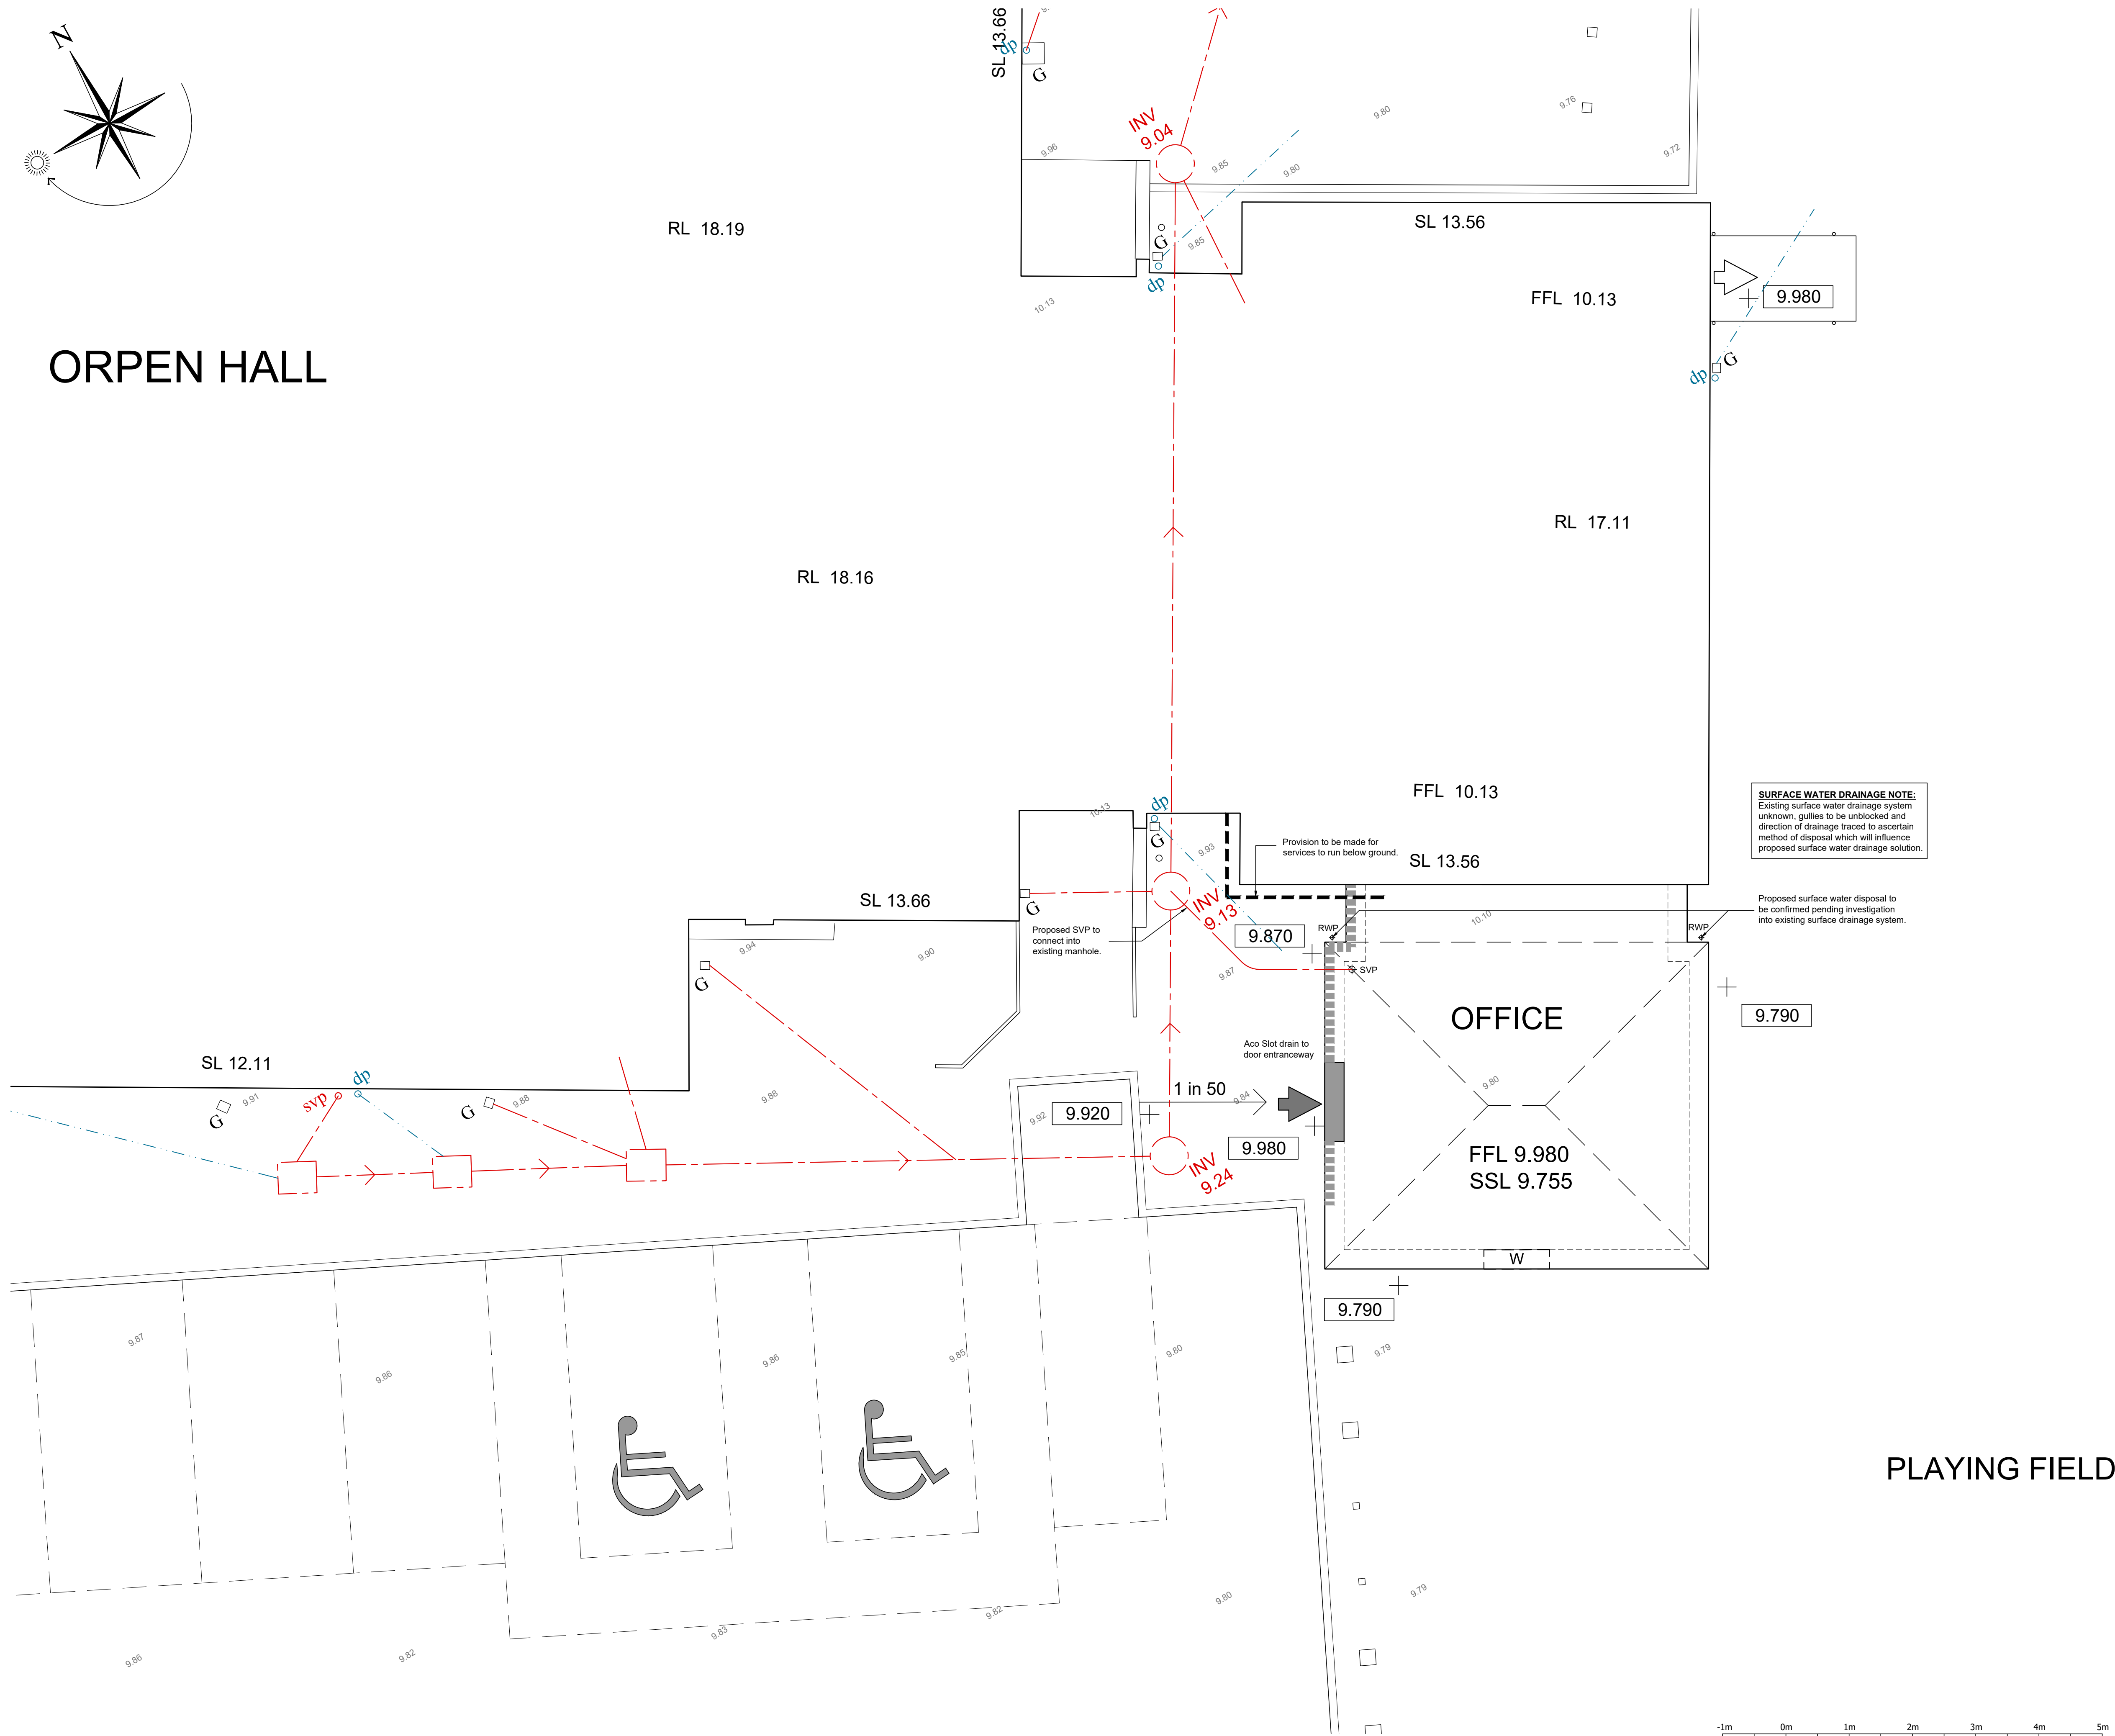 N
SL 13.66
dp
G
INV
9.04
9.80
9.76
9.72
9.96
9.85
9.80
RL 18.19
G
9.85
dp
SL 13.56
10.13
FFL 10.13
9.980
ORPEN HALL
dp
G
RL 17.11
RL 18.16
FFL 10.13
10.13
dp
G
9.93
Provision to be made for
services to run below ground.
SL 13.56
SURFACE WATER DRAINAGE NOTE:
Existing surface water drainage system
unknown, gullies to be unblocked and
direction of drainage traced to ascertain
method of disposal which will influence
proposed surface water drainage solution.
SL 13.66
G
INV
9.13
Proposed SVP to
connect into
existing manhole.
9.870
RWP
10.10
RWP
Proposed surface water disposal to
be confirmed pending investigation
into existing surface drainage system.
9.94
9.90
9.87
SVP
G
OFFICE
9.790
Aco Slot drain to
door entranceway
SL 12.11
dp
svp
9.91
G
G
9.88
9.88
9.92
9.920
1 in 50
9.84
9.80
9.980
INV
9.24
FFL 9.980
SSL 9.755
W
9.790
9.87
9.86
9.86
9.85
9.80
9.79
PLAYING FIELD
9.86
9.82
9.83
9.82
9.80
9.79
-1m 0m 1m 2m 3m 4m 5m